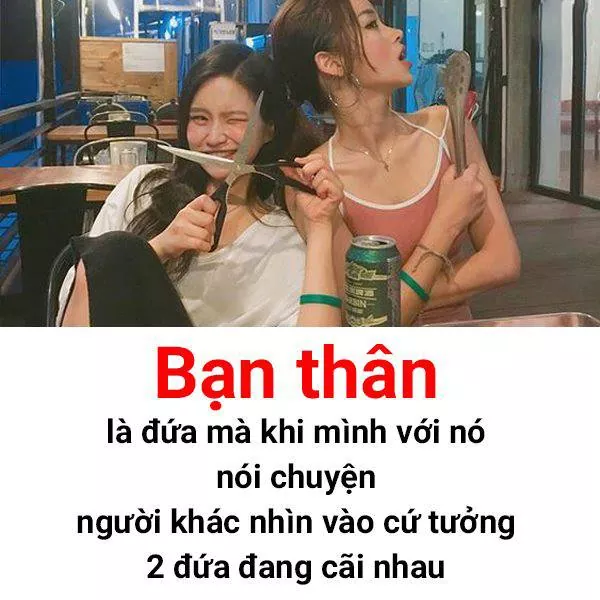 Bạn thân
là đứa mà khi mình với nó
nói chuyện
người khác nhìn vào cứ tưởng
2 đứa đang cãi nhau